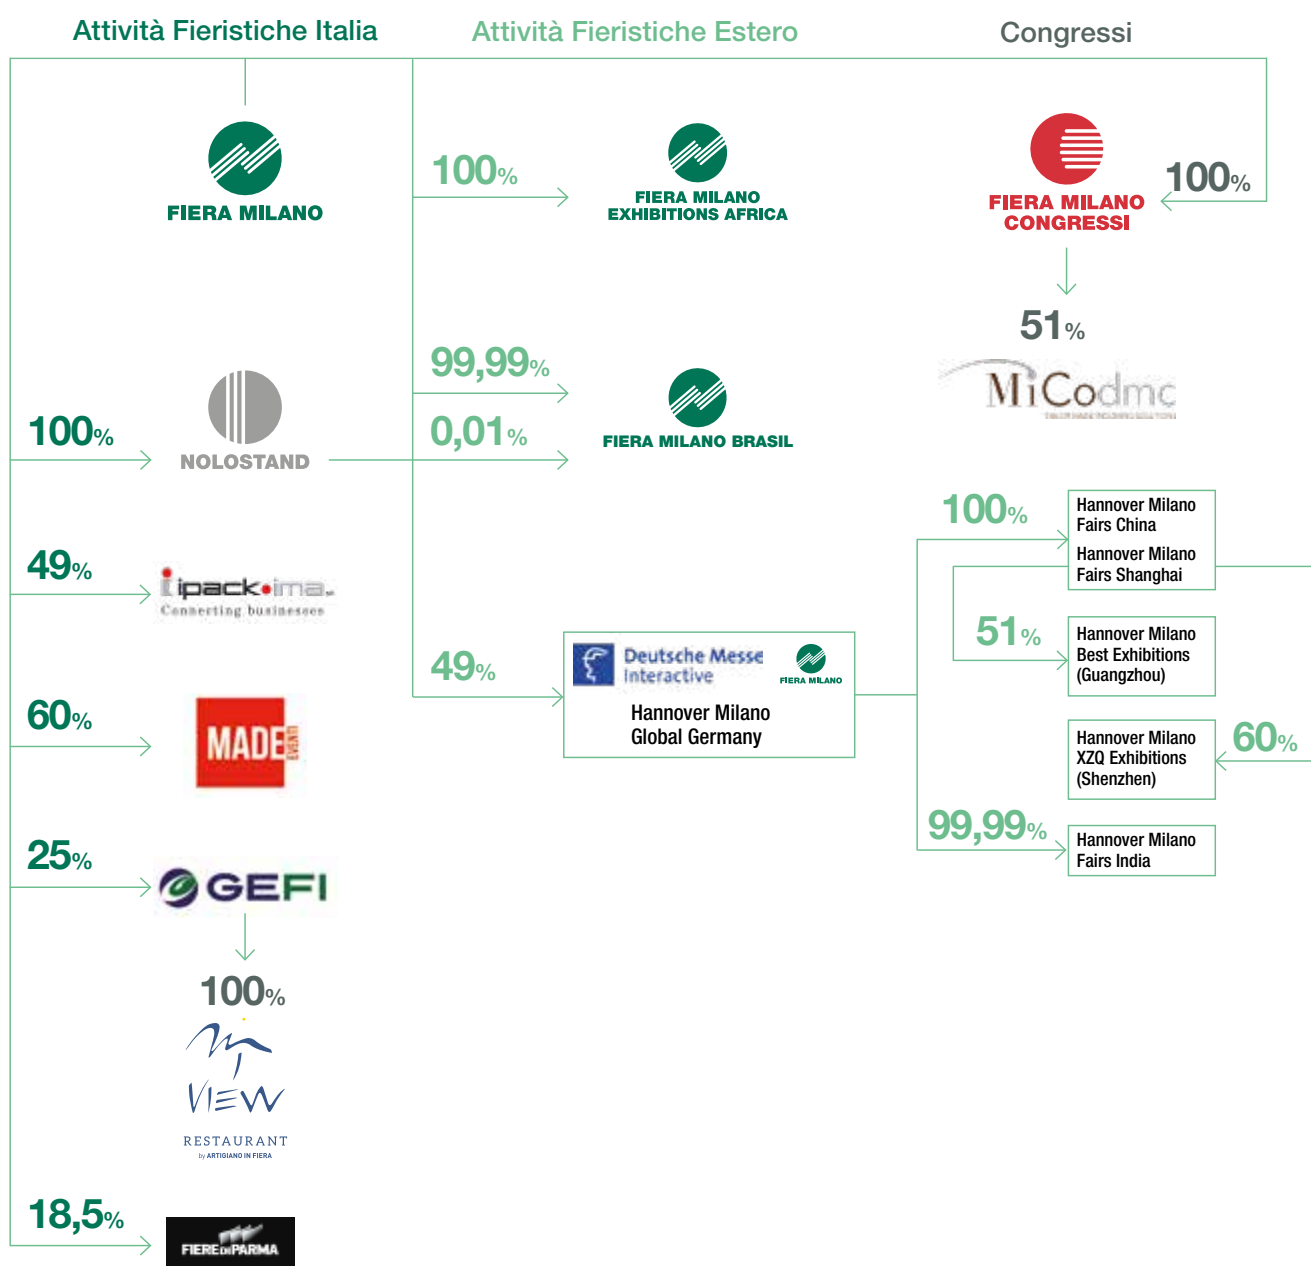 Attività Fieristiche Italia
Attività Fieristiche Estero
Congressi
FIERA MILANO
100%
FIERA MILANO
EXHIBITIONS AFRICA
FIERA MILANO
CONGRESSI
100%
51%
MiCodmc
100%
NOLOSTAND
99,99%
0,01%
FIERA MILANO BRASIL
49%
ipack-ima
Connecting businesses
60%
MADE
EVENTI
25%
GEFI
100%
VIEW
RESTAURANT
by ARTIGIANO IN FIERA
18,5%
FIERE DI PARMA
49%
Deutsche Messe
Interactive
FIERA MILANO
Hannover Milano
Global Germany
100%
Hannover Milano
Fairs China
Hannover Milano
Fairs Shanghai
51%
Hannover Milano
Best Exhibitions
(Guangzhou)
Hannover Milano
XZQ Exhibitions
(Shenzhen)
60%
99,99%
Hannover Milano
Fairs India